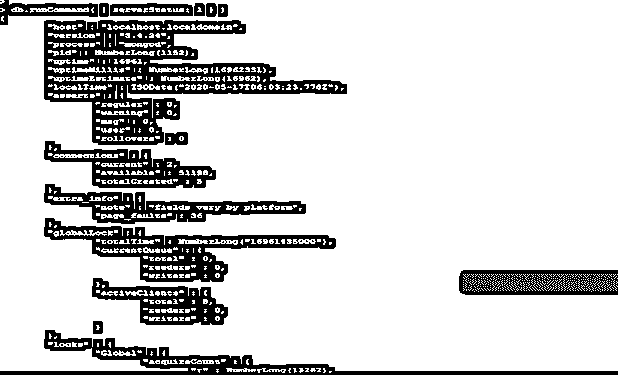 > db.runCommand( { serverStatus: 1 } )
{
"host" : "localhost.localdomain",
"version" : "3.4.24",
"process" : "mongod",
"pid" : NumberLong(1152),
"uptime" : 16961,
"uptimeMillis" : NumberLong(16962331),
"uptimeEstimate" : NumberLong(16962),
"localTime" : ISODate("2020-05-17T06:03:23.770Z"),
"asserts" : {
"regular" : 0,
"warning" : 0,
"msg" : 0,
"user" : 0,
"rollovers" : 0
},
"connections" : {
"current" : 2,
"available" : 51198,
"totalCreated" : 3
},
"extra_info" : {
"note" : "fields vary by platform",
"page_faults" : 36
},
"globalLock" : {
"totalTime" : NumberLong("16961436000"),
"currentQueue" : {
"total" : 0,
"readers" : 0,
"writers" : 0
},
"activeClients" : {
"total" : 0,
"readers" : 0,
"writers" : 0
}
},
"locks" : {
"Global" : {
"acquireCount" : {
"r" : NumberLong(13282),